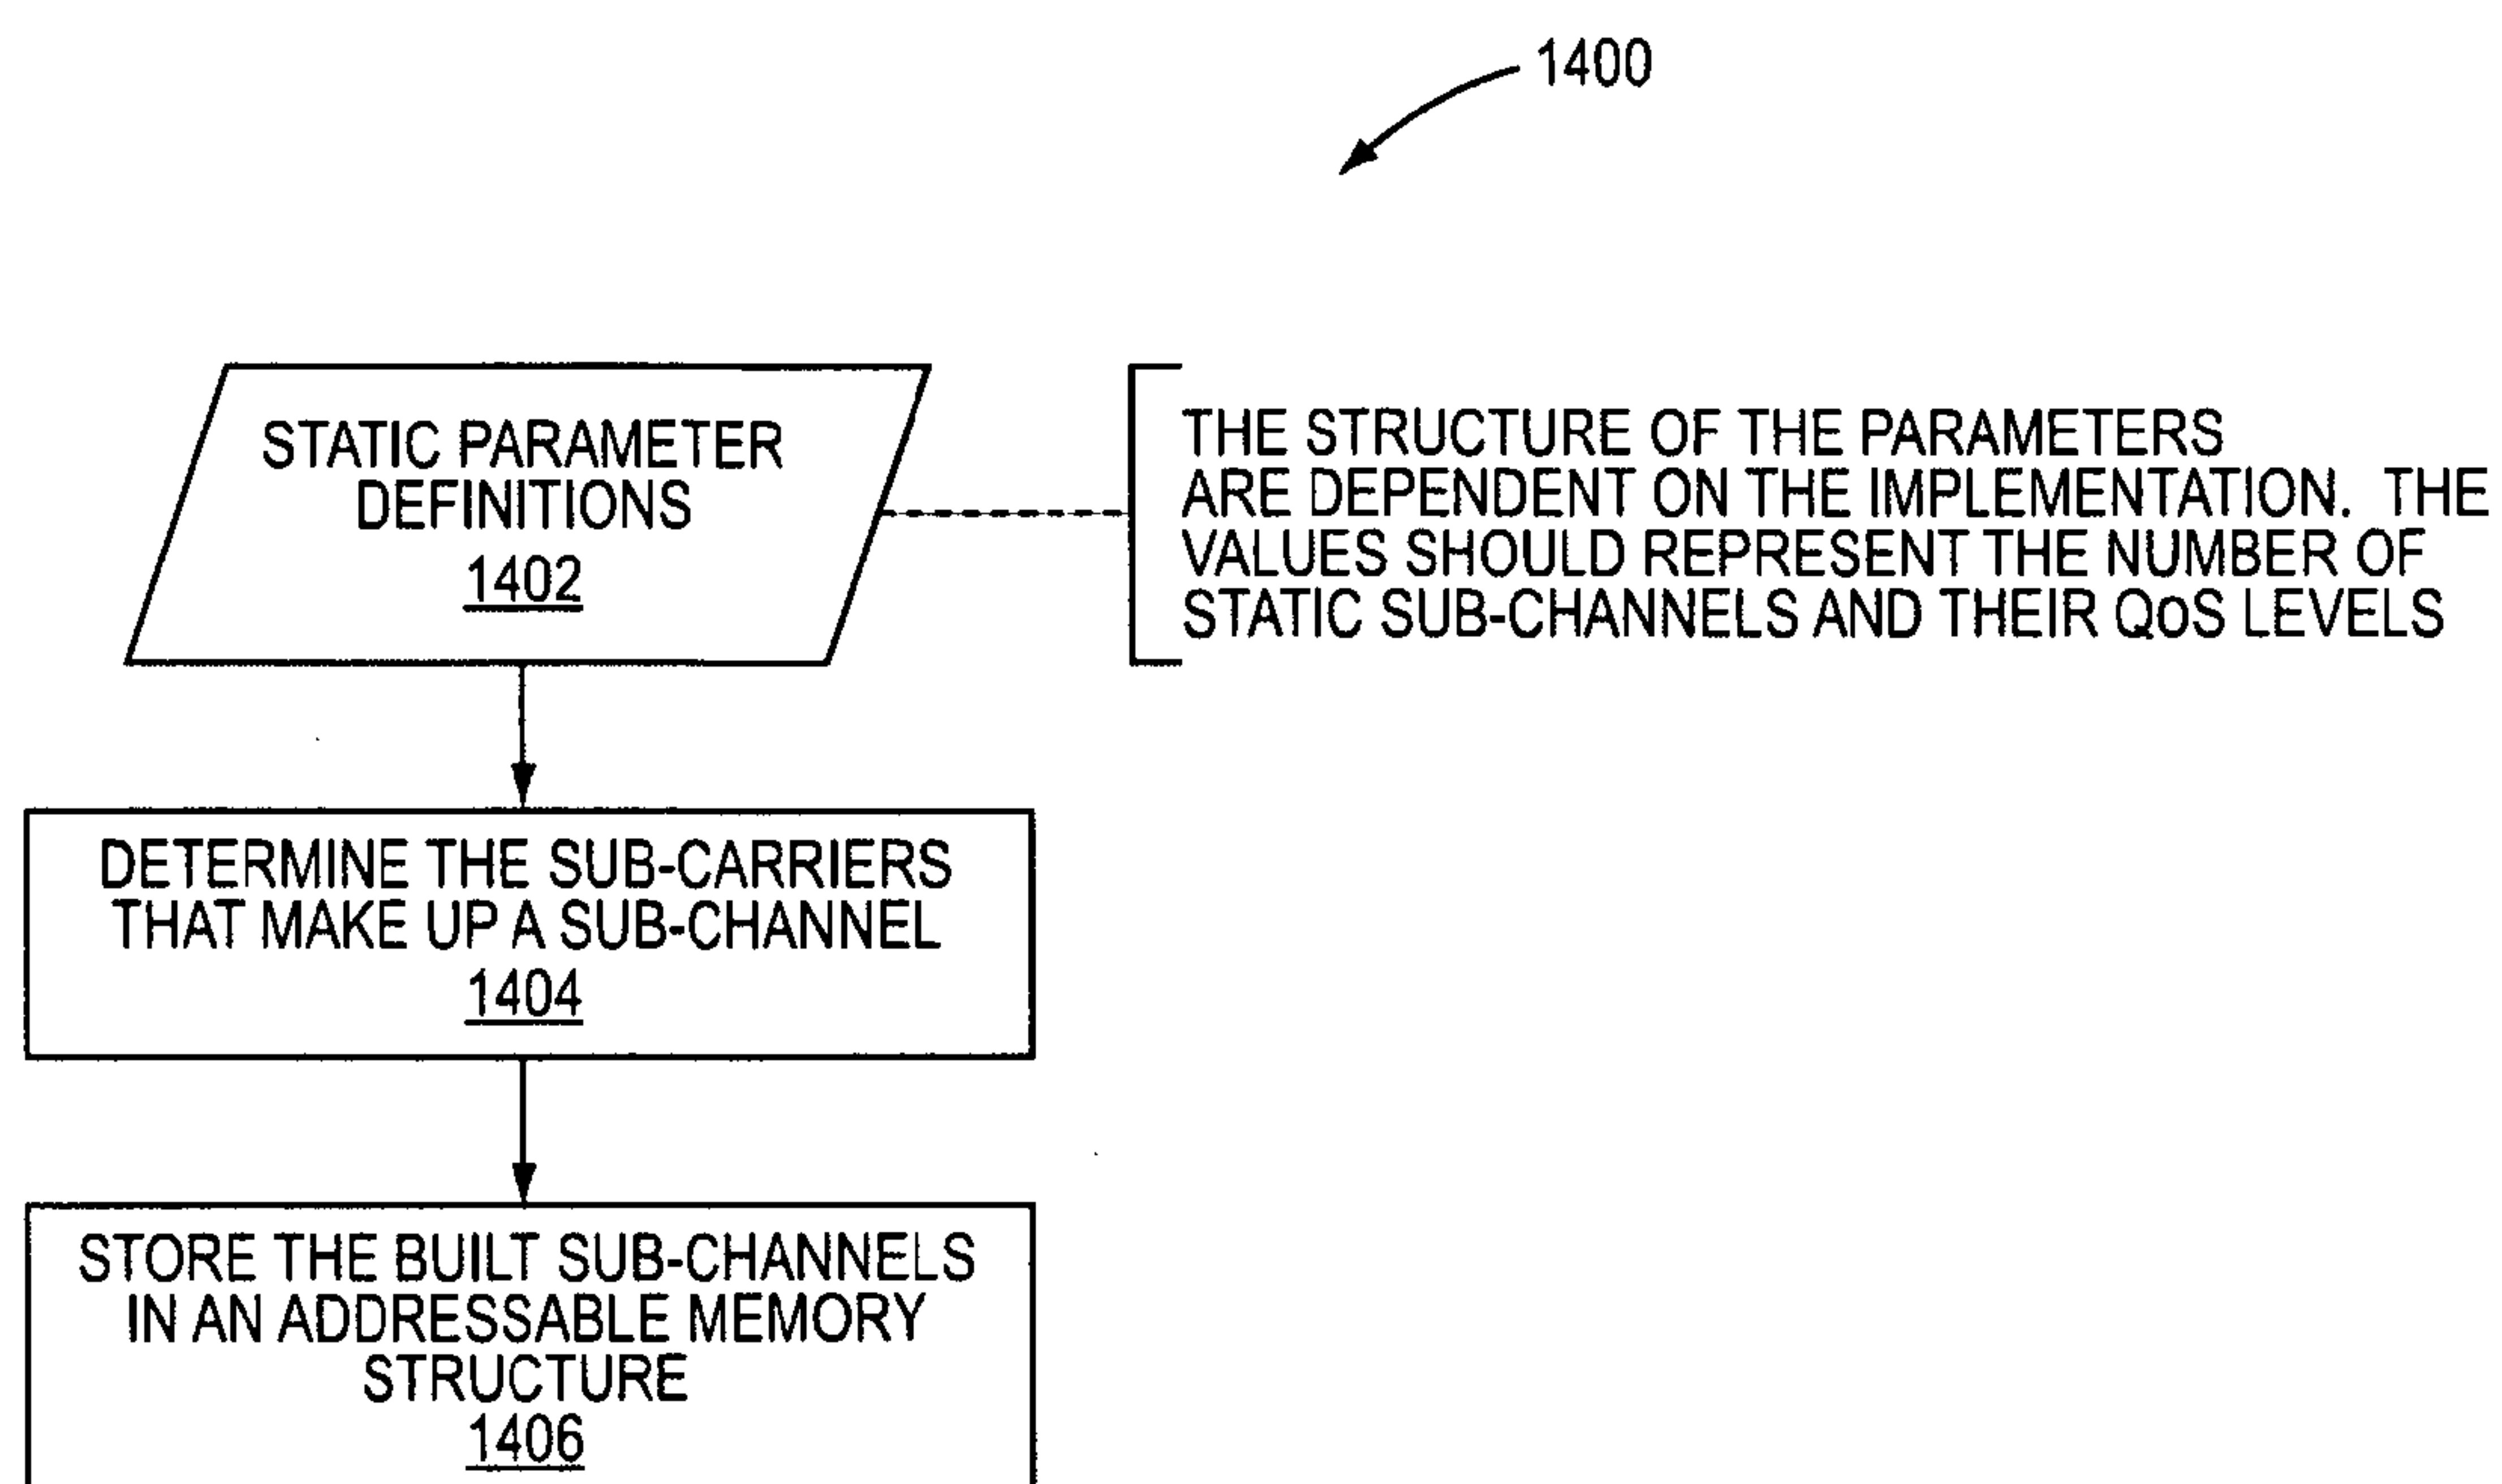 1400
STATIC PARAMETER
DEFINITIONS
1402
THE STRUCTURE OF THE PARAMETERS
ARE DEPENDENT ON THE IMPLEMENTATION. THE
VALUES SHOULD REPRESENT THE NUMBER OF
STATIC SUB-CHANNELS AND THEIR QoS LEVELS
DETERMINE THE SUB-CARRIERS
THAT MAKE UP A SUB-CHANNEL
1404
STORE THE BUILT SUB-CHANNELS
IN AN ADDRESSABLE MEMORY
STRUCTURE
1406